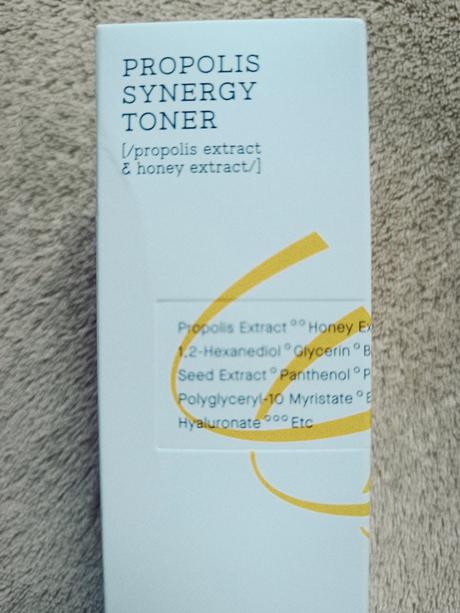 PROPOLIS
SYNERGY
TONER
[/propolis extract
& honey extract/]
Propolis Extract °° Honey Ex
1,2-Hexanediol ° Glycerin ° B
Seed Extract ° Panthenol ° P
Polyglyceryl-10 Myristate °
Hyaluronate °°° Etc